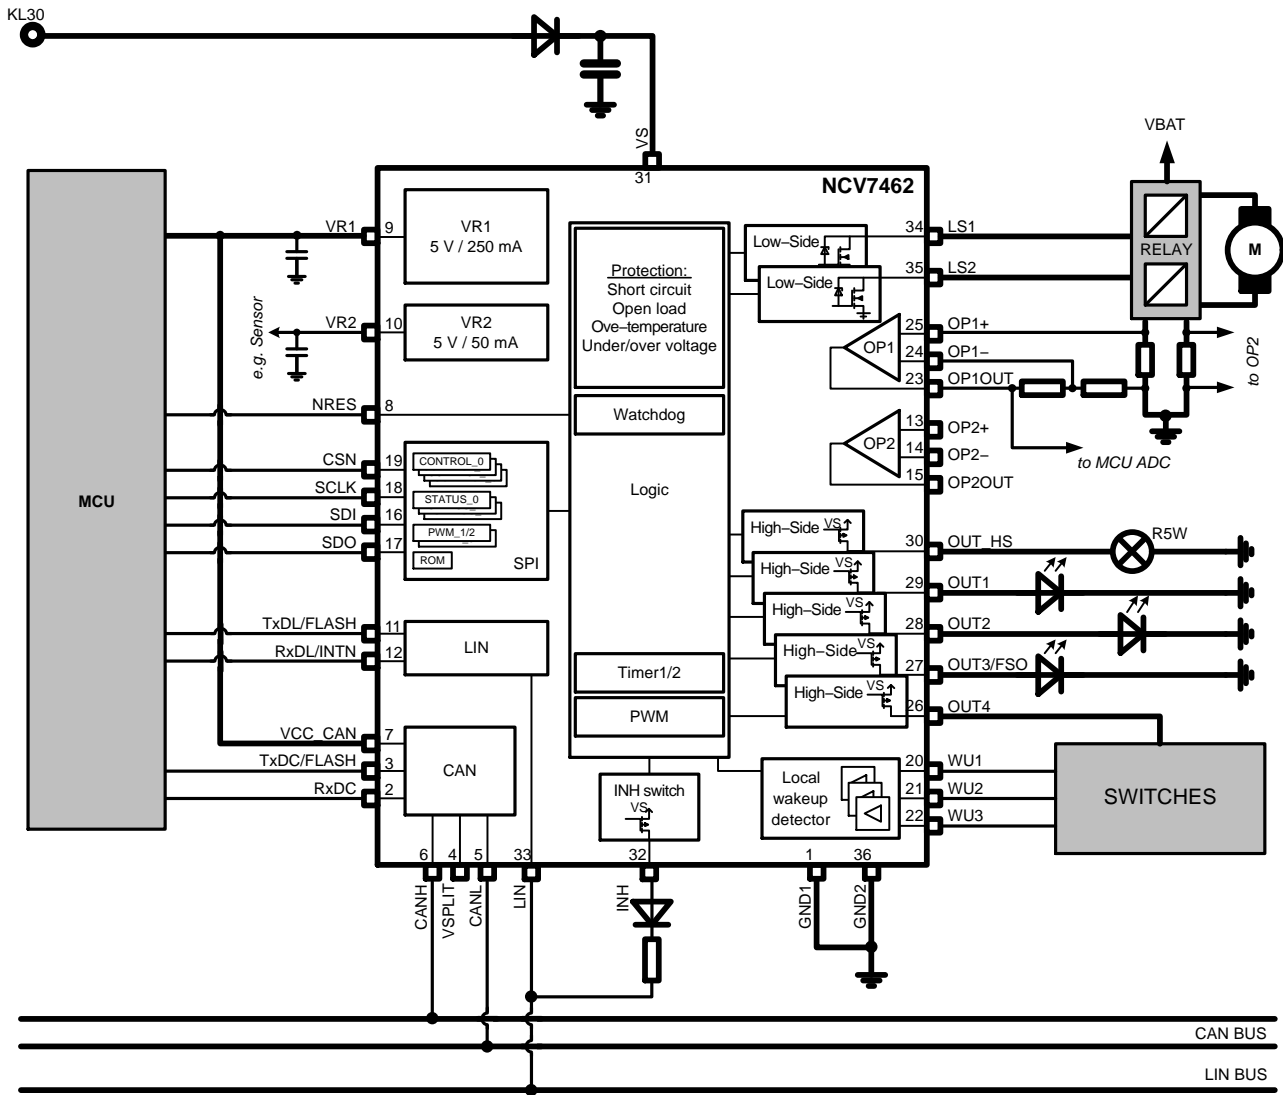 KL30
VS
31
NCV7462
VBAT
MCU
VR1
9
VR1
5 V / 250 mA
e.g. Sensor
VR2
10
VR2
5 V / 50 mA
NRES
8
CSN
19
SCLK
18
SDI
16
SDO
17
CONTROL_0
STATUS_0
PWM_1/2
ROM
SPI
TxDL/FLASH
11
RxDL/INTN
12
LIN
VCC_CAN
7
TxDC/FLASH
3
RxDC
2
CAN
Protection:
Short circuit
Open load
Ove–temperature
Under/over voltage
Watchdog
Logic
Timer1/2
PWM
INH switch
VS
Low–Side
Low–Side
34
LS1
35
LS2
RELAY
M
OP1
25
OP1+
24
OP1–
23
OP1OUT
to OP2
OP2
13
OP2+
14
OP2–
15
OP2OUT
to MCU ADC
High–Side
VS
30
OUT_HS
R5W
High–Side
VS
29
OUT1
High–Side
VS
28
OUT2
High–Side
VS
27
OUT3/FSO
High–Side
VS
26
OUT4
Local
wakeup
detector
20
WU1
21
WU2
22
WU3
SWITCHES
6
4
5
33
32
1
36
CANH
VSPLIT
CANL
LIN
INH
GND1
GND2
CAN BUS
LIN BUS